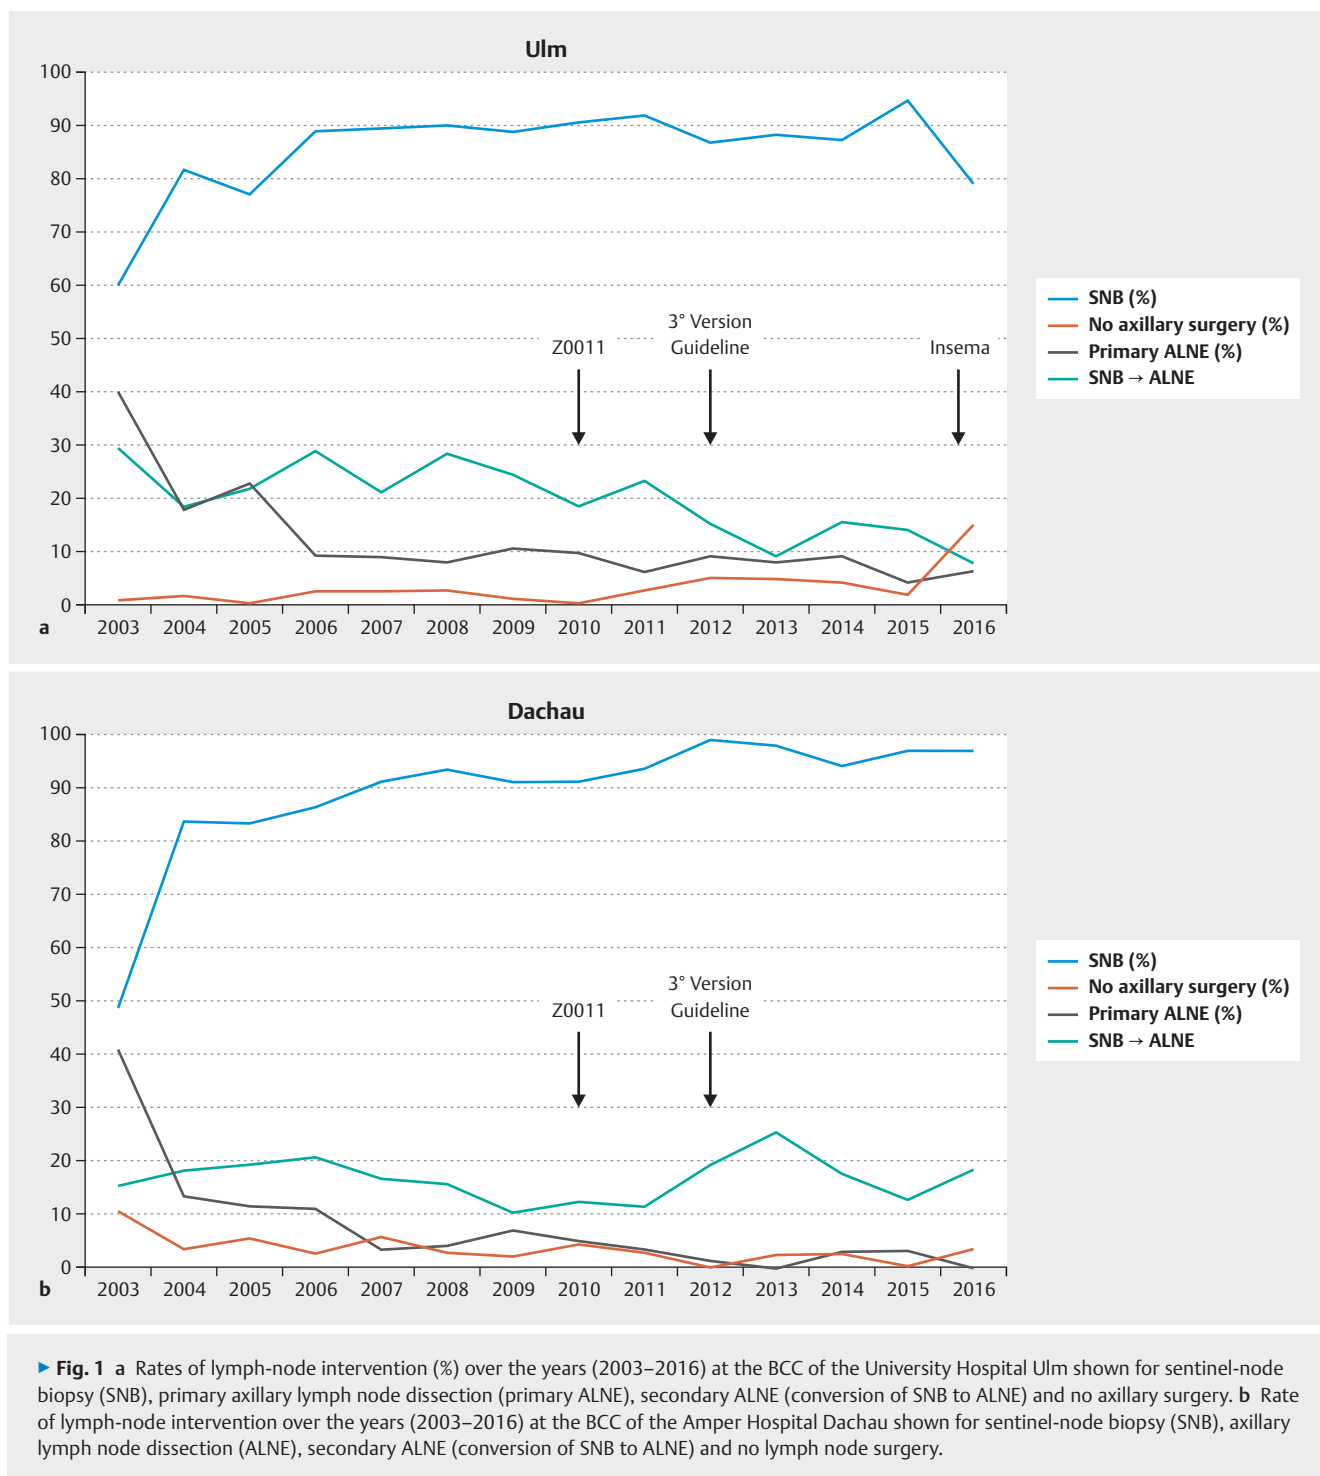 Ulm
100
90
80
70
60
50
40
30
20
10
0
3° Version
Z0011 Guideline Insema
SNB (%)
No axillary surgery (%)
Primary ALNE (%)
SNB → ALNE
a 2003 2004 2005 2006 2007 2008 2009 2010 2011 2012 2013 2014 2015 2016
Dachau
100
90
80
70
60
50
40
30
20
10
0
3° Version
Z0011 Guideline
SNB (%)
No axillary surgery (%)
Primary ALNE (%)
SNB → ALNE
b 2003 2004 2005 2006 2007 2008 2009 2010 2011 2012 2013 2014 2015 2016
► Fig. 1 a Rates of lymph-node intervention (%) over the years (2003–2016) at the BCC of the University Hospital Ulm shown for sentinel-node
biopsy (SNB), primary axillary lymph node dissection (primary ALNE), secondary ALNE (conversion of SNB to ALNE) and no axillary surgery. b Rate
of lymph-node intervention over the years (2003–2016) at the BCC of the Amper Hospital Dachau shown for sentinel-node biopsy (SNB), axillary
lymph node dissection (ALNE), secondary ALNE (conversion of SNB to ALNE) and no lymph node surgery.